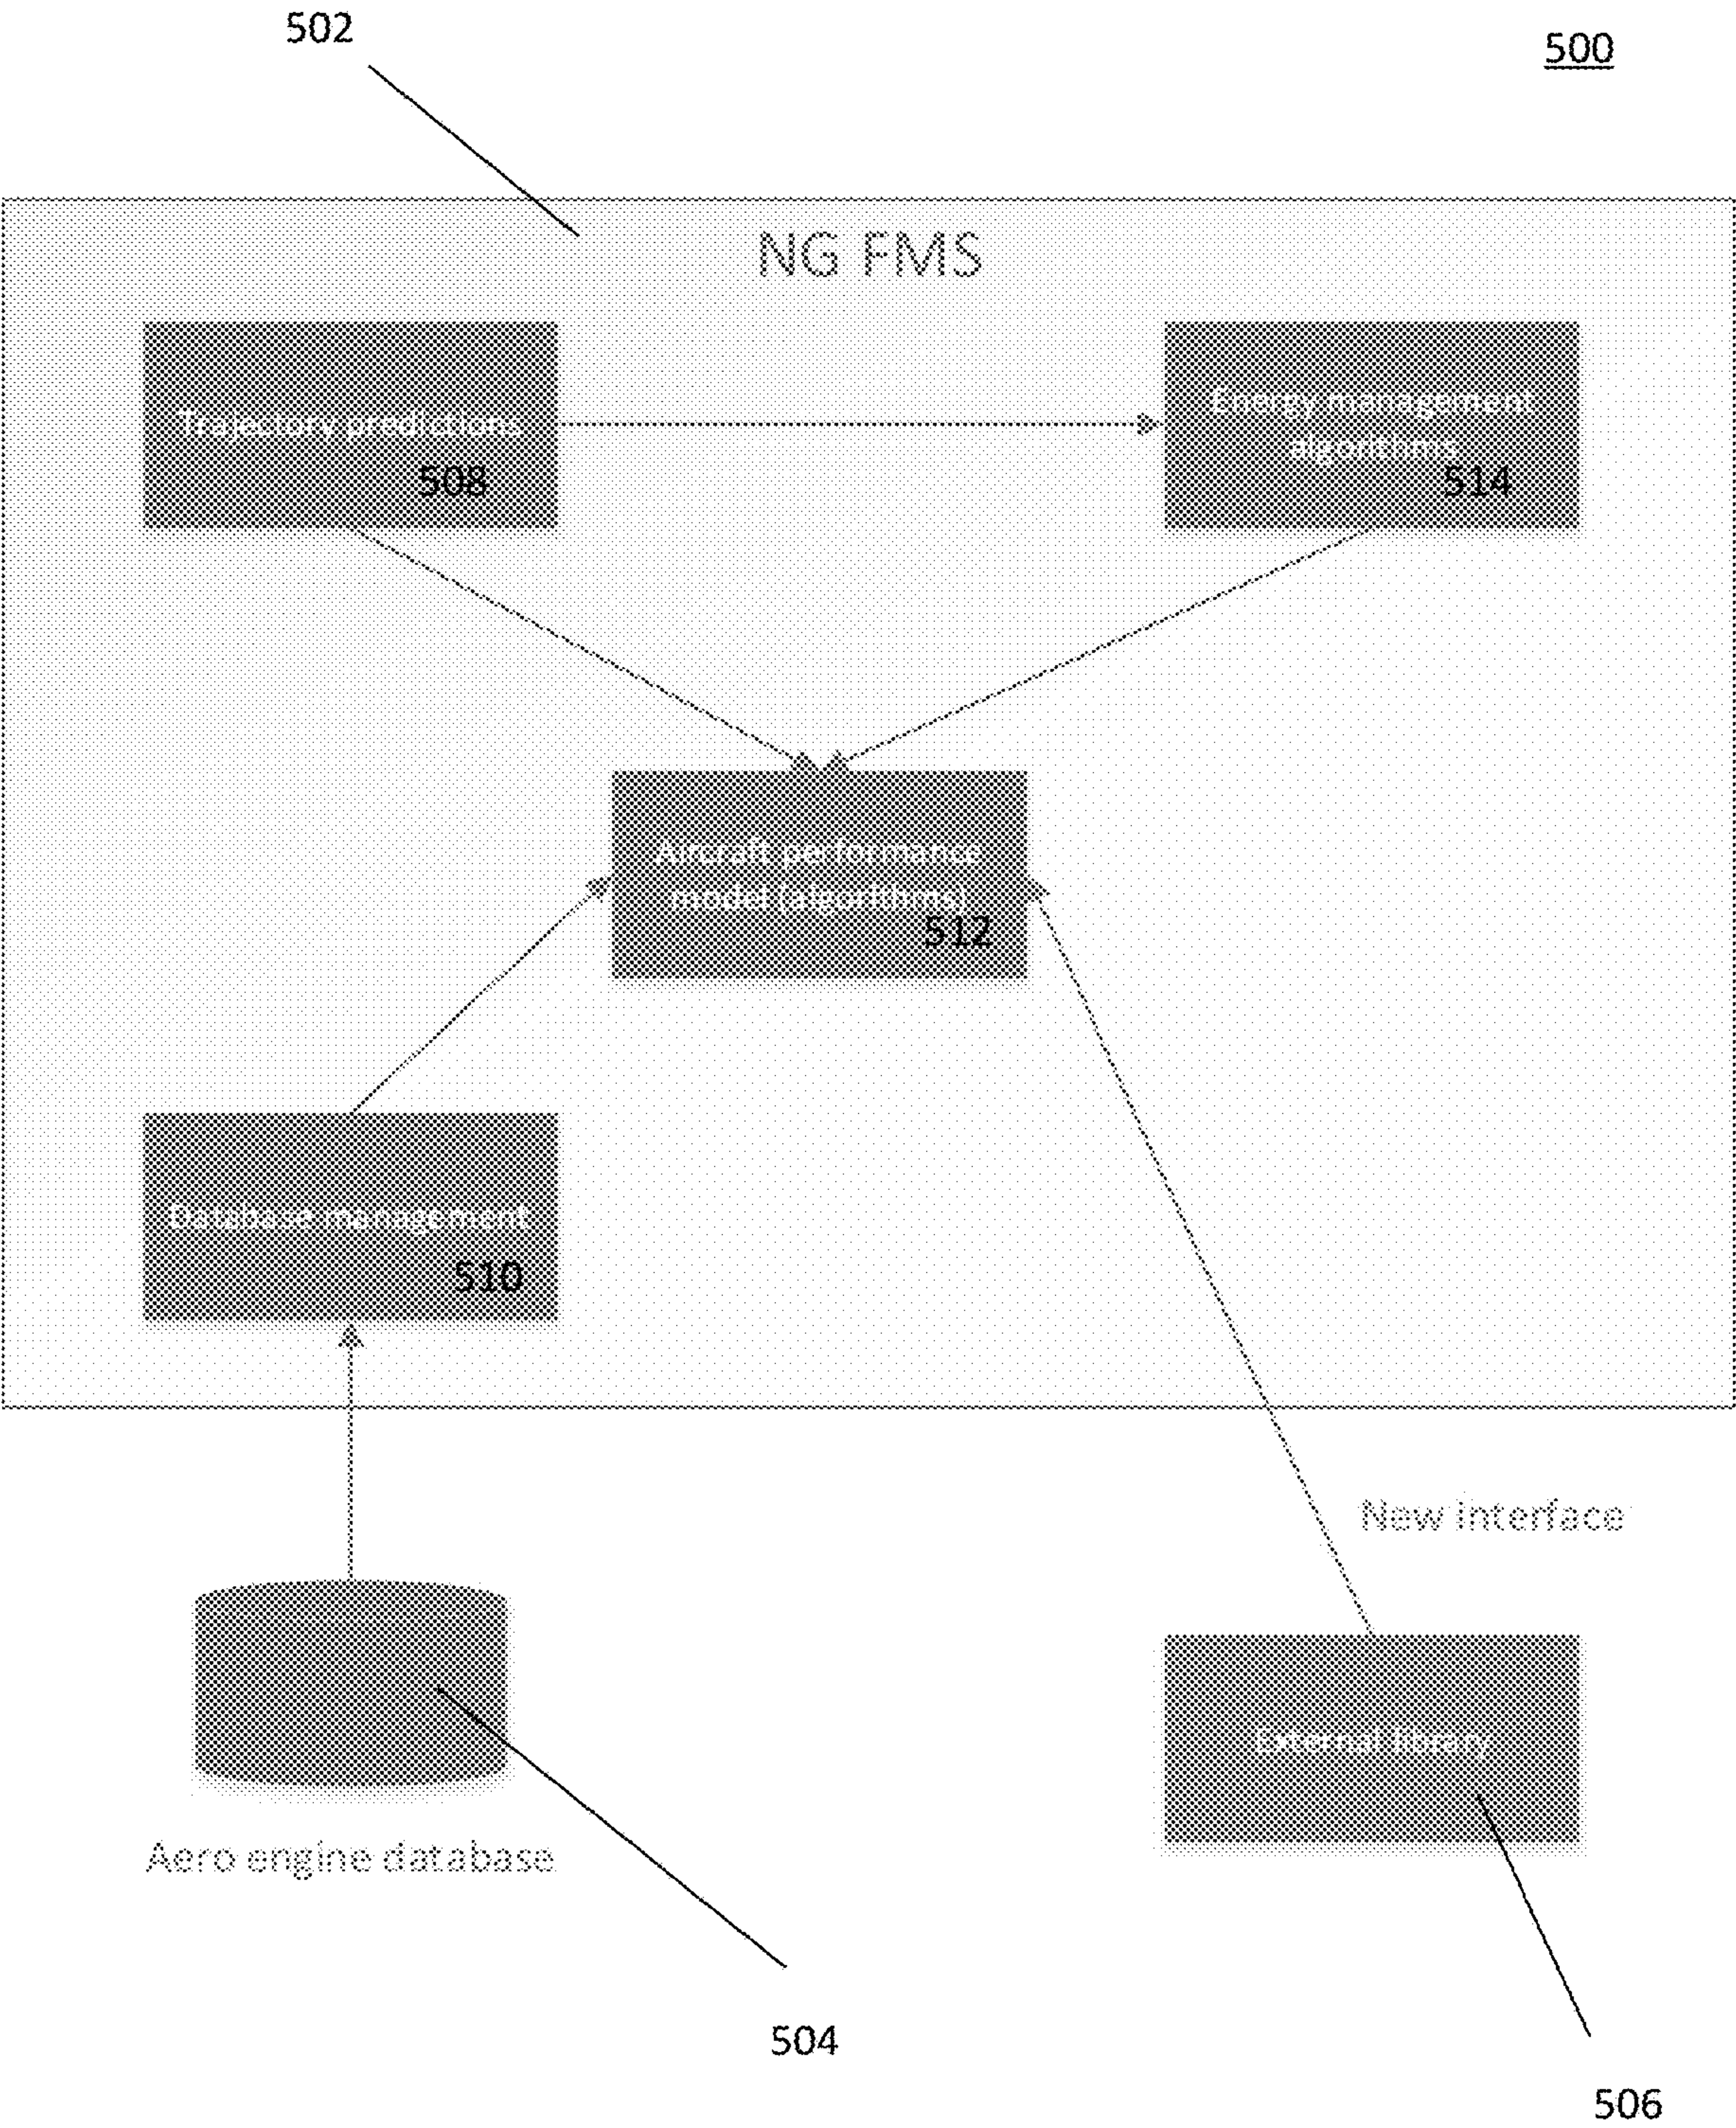 502
500
NG FMS
Trajectory predictions
508
Energy management
algorithms
514
Aircraft performance
model (algorithms)
512
Database management
510
New interface
External library
Aero engine database
504
506